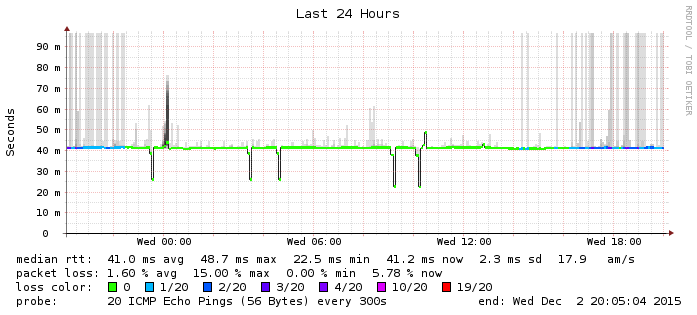 Last 24 Hours
RRDTOOL / TOBI OETIKER
Seconds
90 m
80 m
70 m
60 m
50 m
40 m
30 m
20 m
10 m
0
Wed 00:00 Wed 06:00 Wed 12:00 Wed 18:00
median rtt: 41.0 ms avg 48.7 ms max 22.5 ms min 41.2 ms now 2.3 ms sd 17.9 am/s
packet loss: 1.60 % avg 15.00 % max 0.00 % min 5.78 % now
loss color: 0 1/20 2/20 3/20 4/20 10/20 19/20
probe: 20 ICMP Echo Pings (56 Bytes) every 300s end: Wed Dec 2 20:05:04 2015